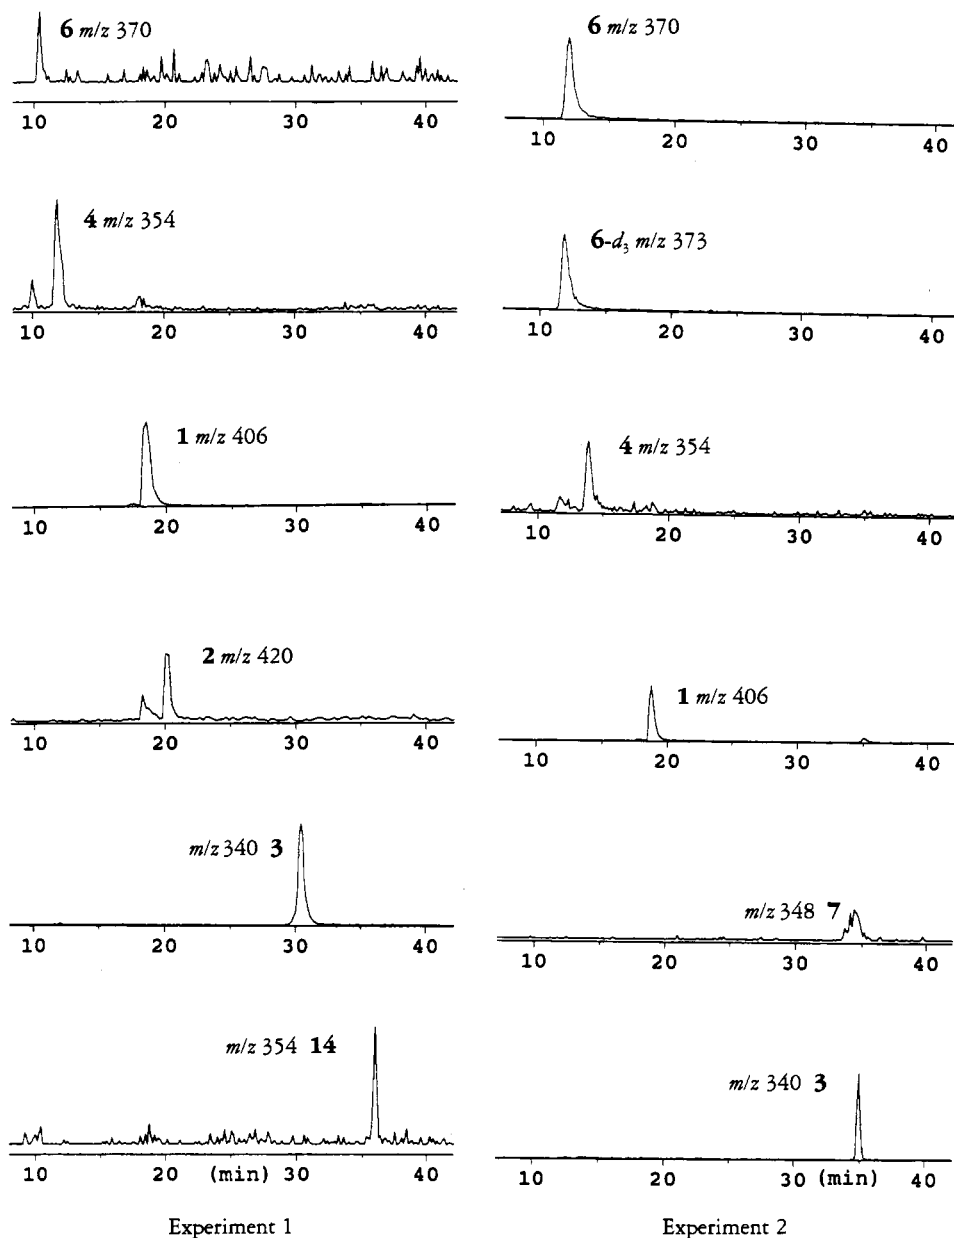 6 m/z 370
10 20 30 40
4 m/z 354
10 20 30 40
1 m/z 406
10 20 30 40
2 m/z 420
10 20 30 40
m/z 340 3
10 20 30 40
m/z 354 14
10 20 (min) 30 40
Experiment 1
6 m/z 370
10 20 30 40
6-d₃ m/z 373
10 20 30 40
4 m/z 354
10 20 30 40
1 m/z 406
10 20 30 40
m/z 348 7
10 20 30 40
m/z 340 3
10 20 30 (min) 40
Experiment 2